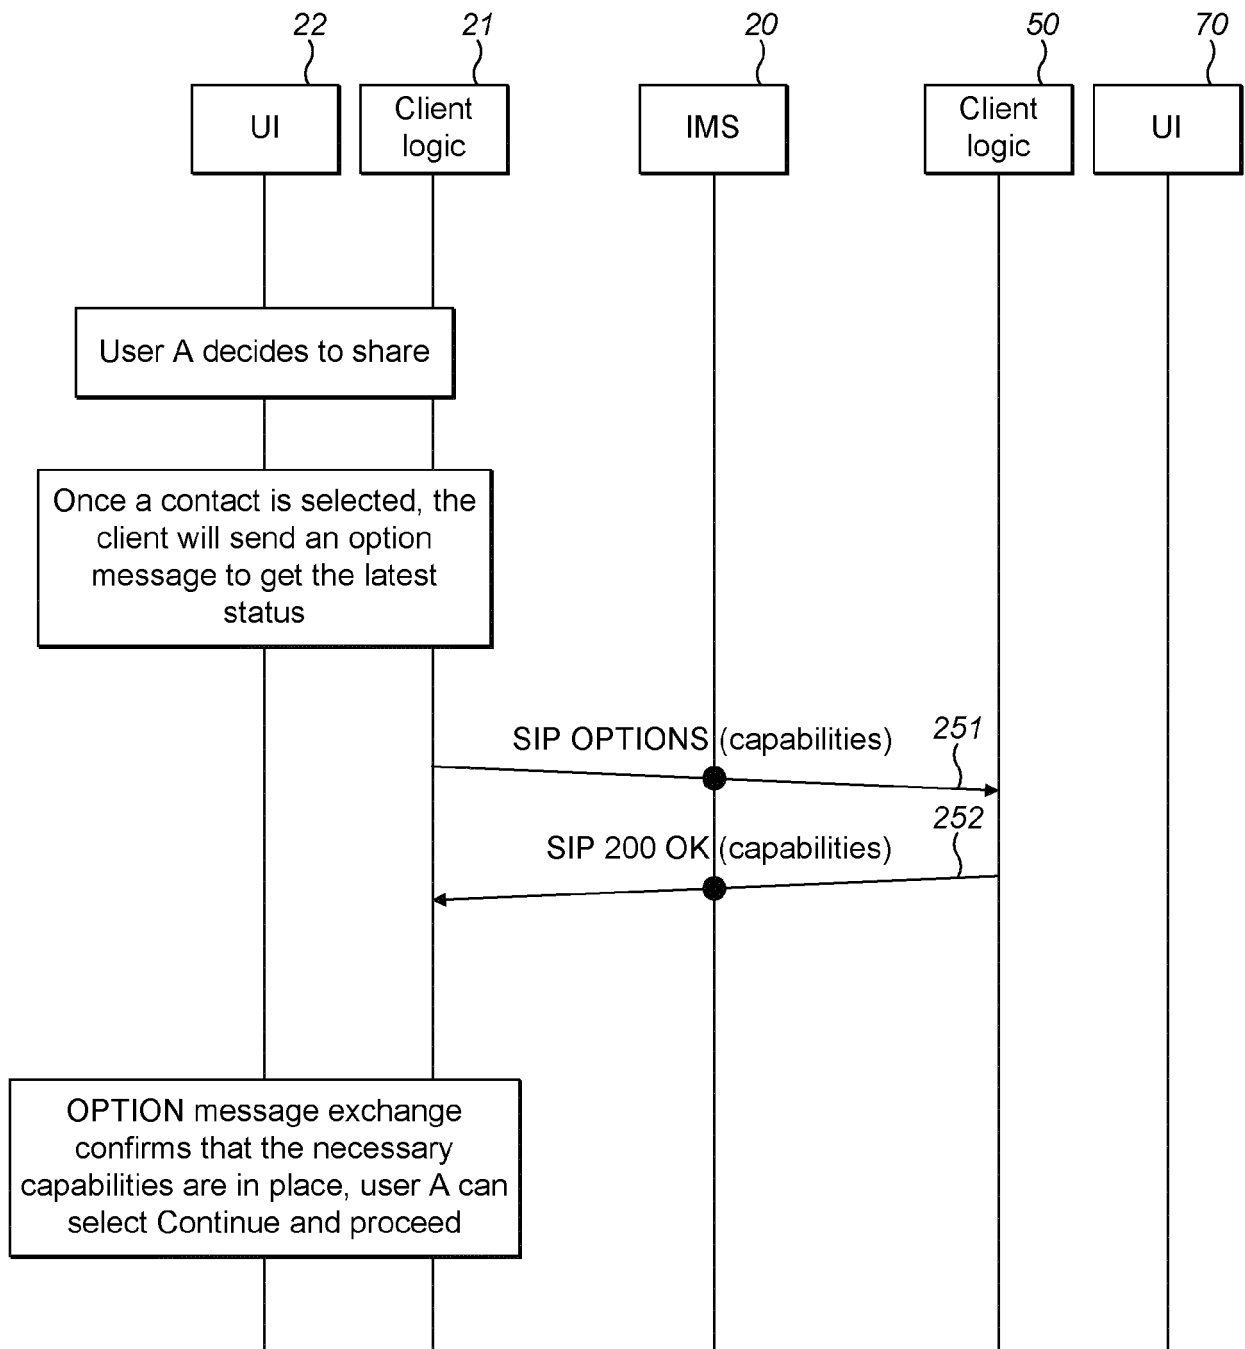 22
21
20
50
70
UI
Client
logic
IMS
Client
logic
UI
User A decides to share
Once a contact is selected, the
client will send an option
message to get the latest
status
SIP OPTIONS (capabilities)
251
SIP 200 OK (capabilities)
252
OPTION message exchange
confirms that the necessary
capabilities are in place, user A can
select Continue and proceed